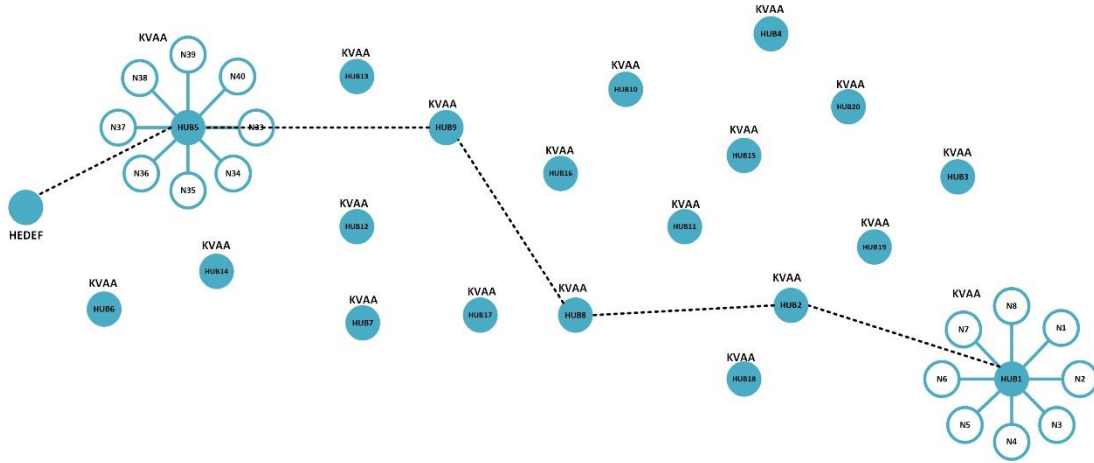 KVAA
HUB4
KVAA
N39
N38
N40
KVAA
HUB13
KVAA
HUB10
KVAA
HUB20
N37
HUB5
N33
KVAA
HUB9
KVAA
HUB15
N36
N34
N35
KVAA
HUB16
KVAA
HUB3
HEDEF
KVAA
HUB12
KVAA
HUB11
KVAA
HUB19
KVAA
HUB14
KVAA
HUB6
KVAA
HUB7
KVAA
HUB17
KVAA
HUB8
KVAA
HUB2
KVAA
N8
N7
N1
KVAA
HUB18
N6
HUB1
N2
N5
N3
N4